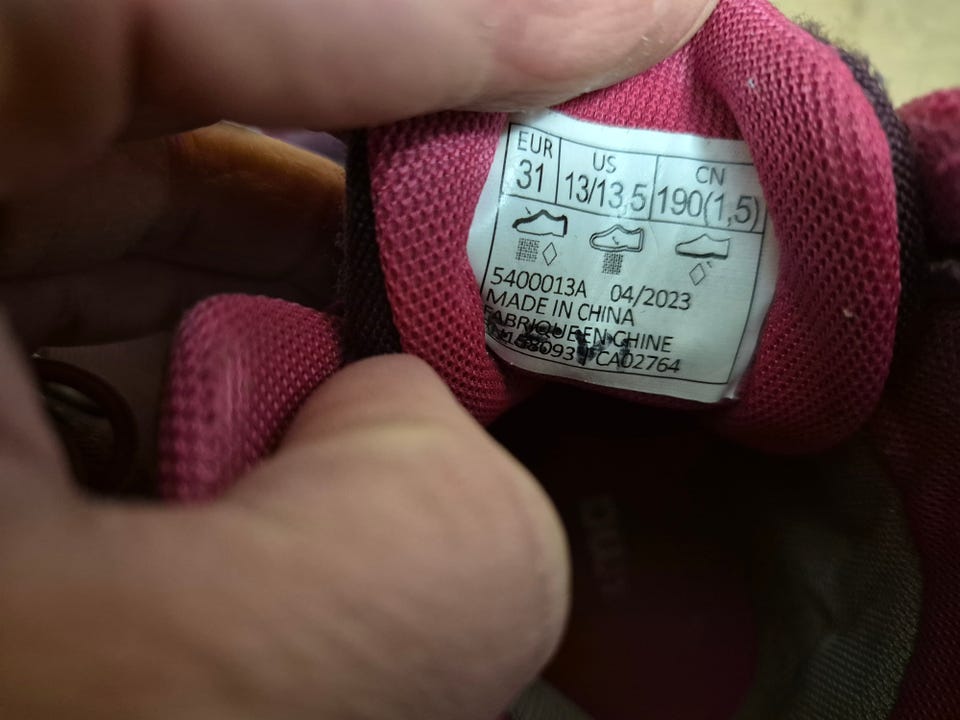 EUR US CN
31 13/13,5 190(1,5)
5400013A 04/2023
MADE IN CHINA
FABRIQUE EN CHINE
CA02764